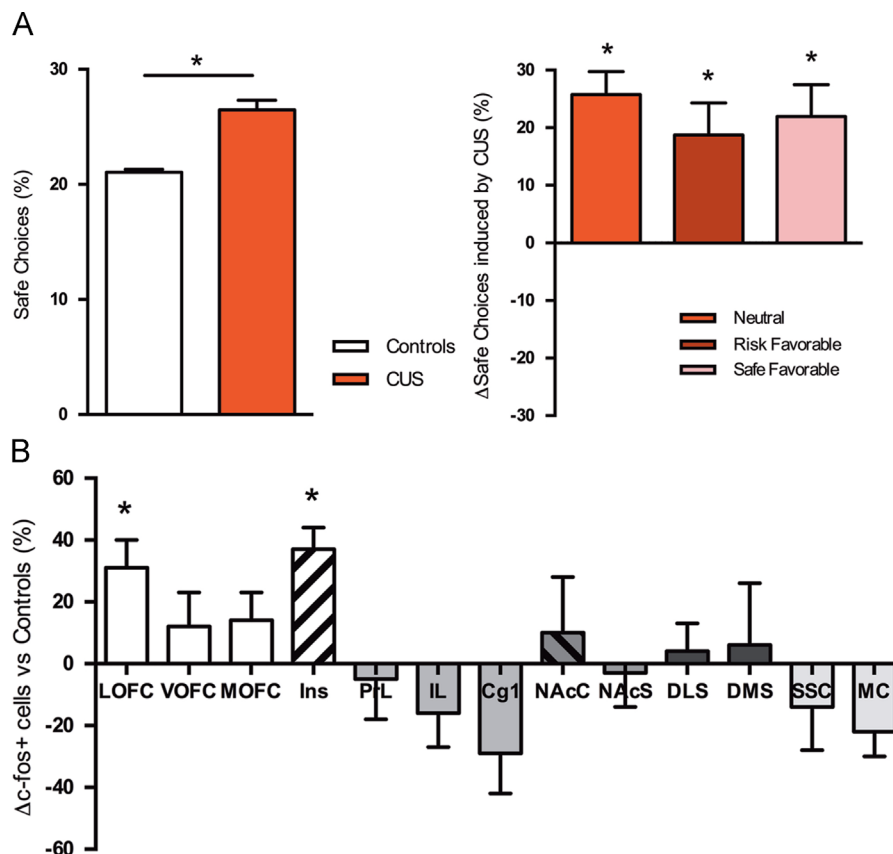 A
Safe Choices (%)
30
20
10
0
*
Controls
CUS
ΔSafe Choices induced by CUS (%)
30
20
10
0
-10
-20
-30
* * *
Neutral
Risk Favorable
Safe Favorable
B
Δc-fos+ cells vs Controls (%)
60
40
20
0
-20
-40
-60
* *
LOFC VOFC MOFC Ins PrL IL Cg1 NAcC NAcS DLS DMS SSC MC